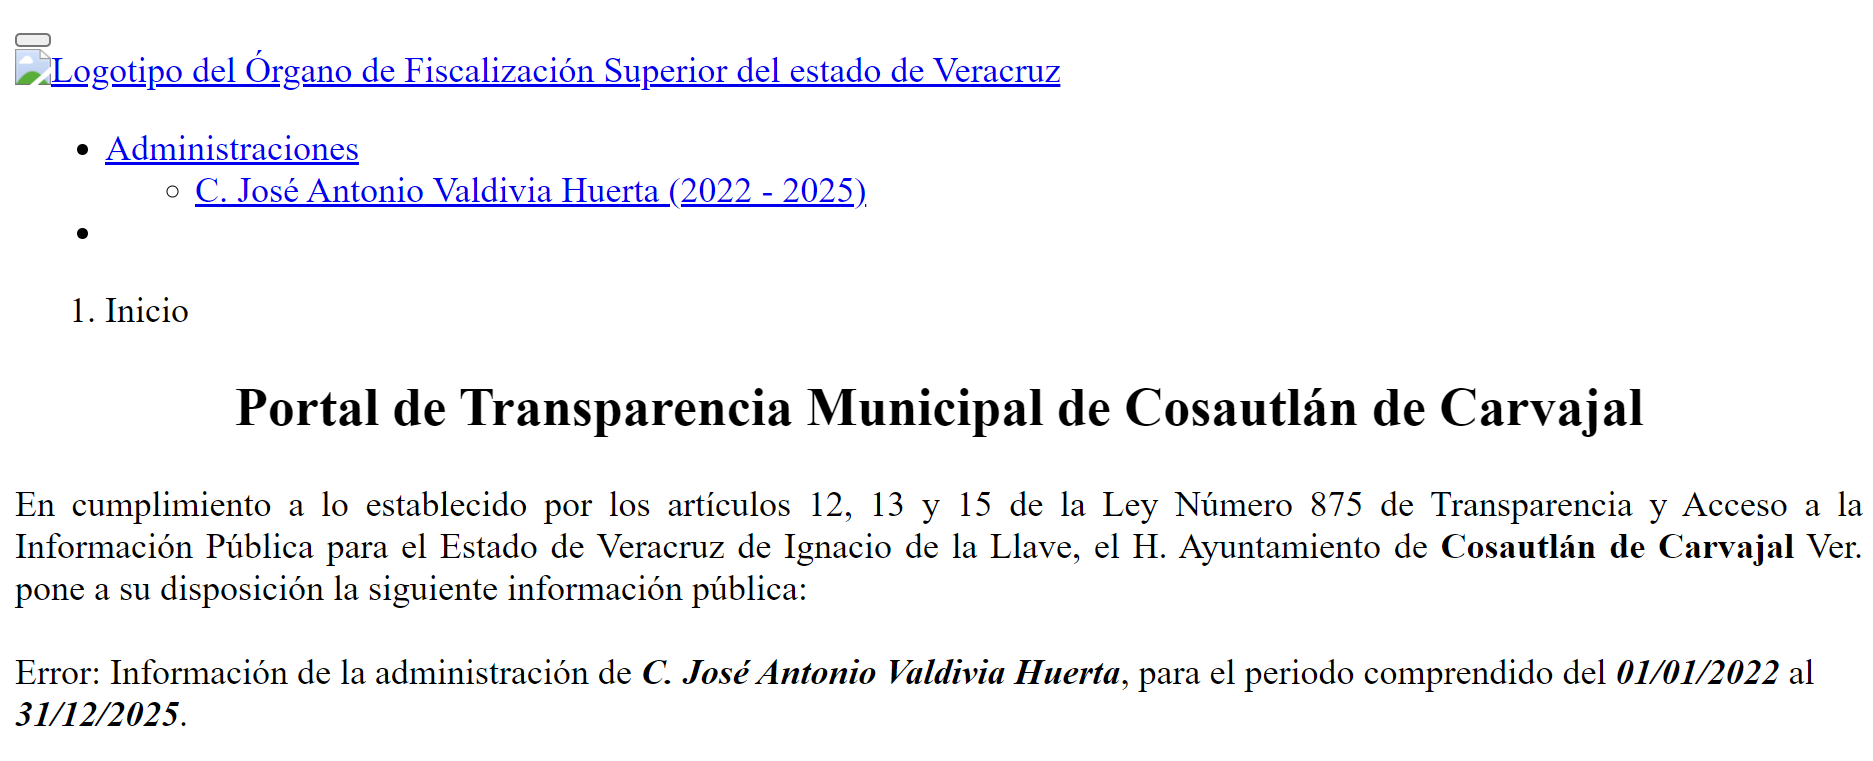 Logotipo del Órgano de Fiscalización Superior del estado de Veracruz
Administraciones
C. José Antonio Valdivia Huerta (2022 - 2025)
1. Inicio
Portal de Transparencia Municipal de Cosautlán de Carvajal
En cumplimiento a lo establecido por los artículos 12, 13 y 15 de la Ley Número 875 de Transparencia y Acceso a la
Información Pública para el Estado de Veracruz de Ignacio de la Llave, el H. Ayuntamiento de Cosautlán de Carvajal Ver.
pone a su disposición la siguiente información pública:
Error: Información de la administración de C. José Antonio Valdivia Huerta, para el periodo comprendido del 01/01/2022 al
31/12/2025.